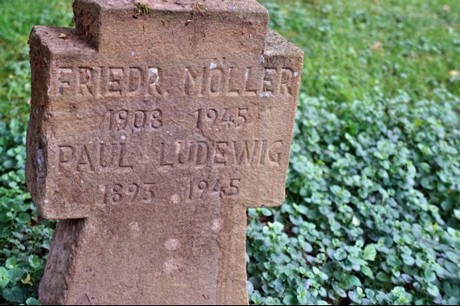 FRIEDR. MÖLLER
1908 1945
PAUL LUDEWIG
1893 1945